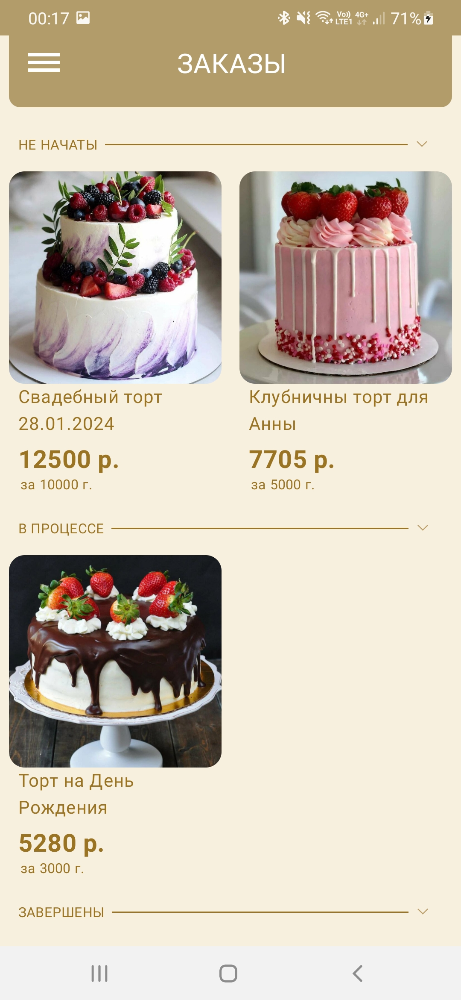 00:17
Vo)) LTE1 4G+ 71%
ЗАКАЗЫ
НЕ НАЧАТЫ
Свадебный торт
28.01.2024
12500 р.
за 10000 г.
Клубничны торт для
Анны
7705 р.
за 5000 г.
В ПРОЦЕССЕ
Торт на День
Рождения
5280 р.
за 3000 г.
ЗАВЕРШЕНЫ